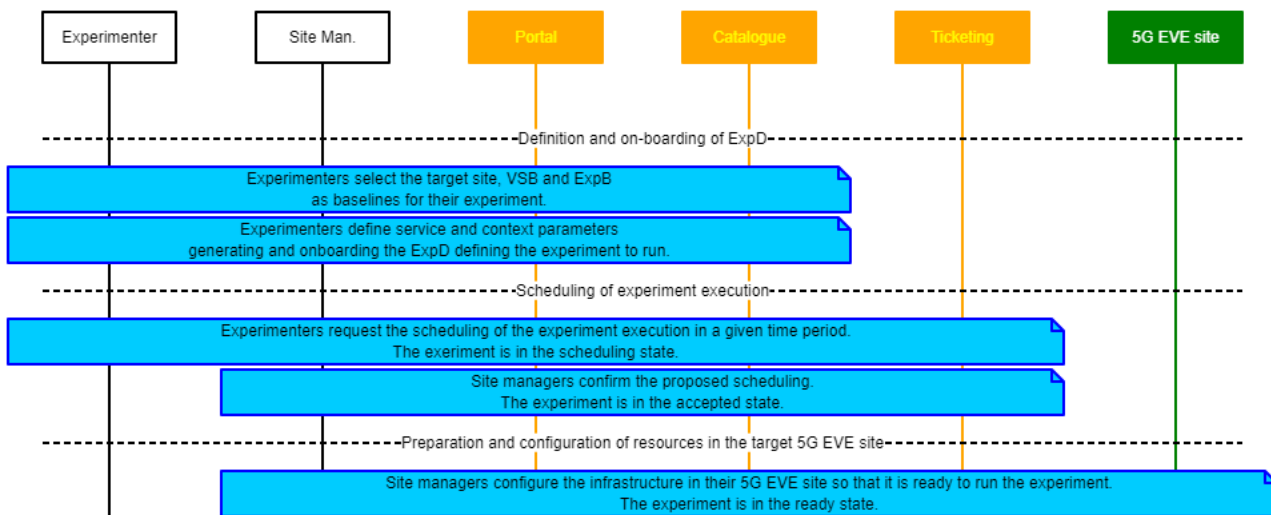 Experimenter
Site Man.
Portal
Catalogue
Ticketing
5G EVE site
Definition and on-boarding of ExpD
Experimenters select the target site, VSB and ExpB
as baselines for their experiment.
Experimenters define service and context parameters
generating and onboarding the ExpD defining the experiment to run.
Scheduling of experiment execution
Experimenters request the scheduling of the experiment execution in a given time period.
The exeriment is in the scheduling state.
Site managers confirm the proposed scheduling.
The experiment is in the accepted state.
Preparation and configuration of resources in the target 5G EVE site
Site managers configure the infrastructure in their 5G EVE site so that it is ready to run the experiment.
The experiment is in the ready state.